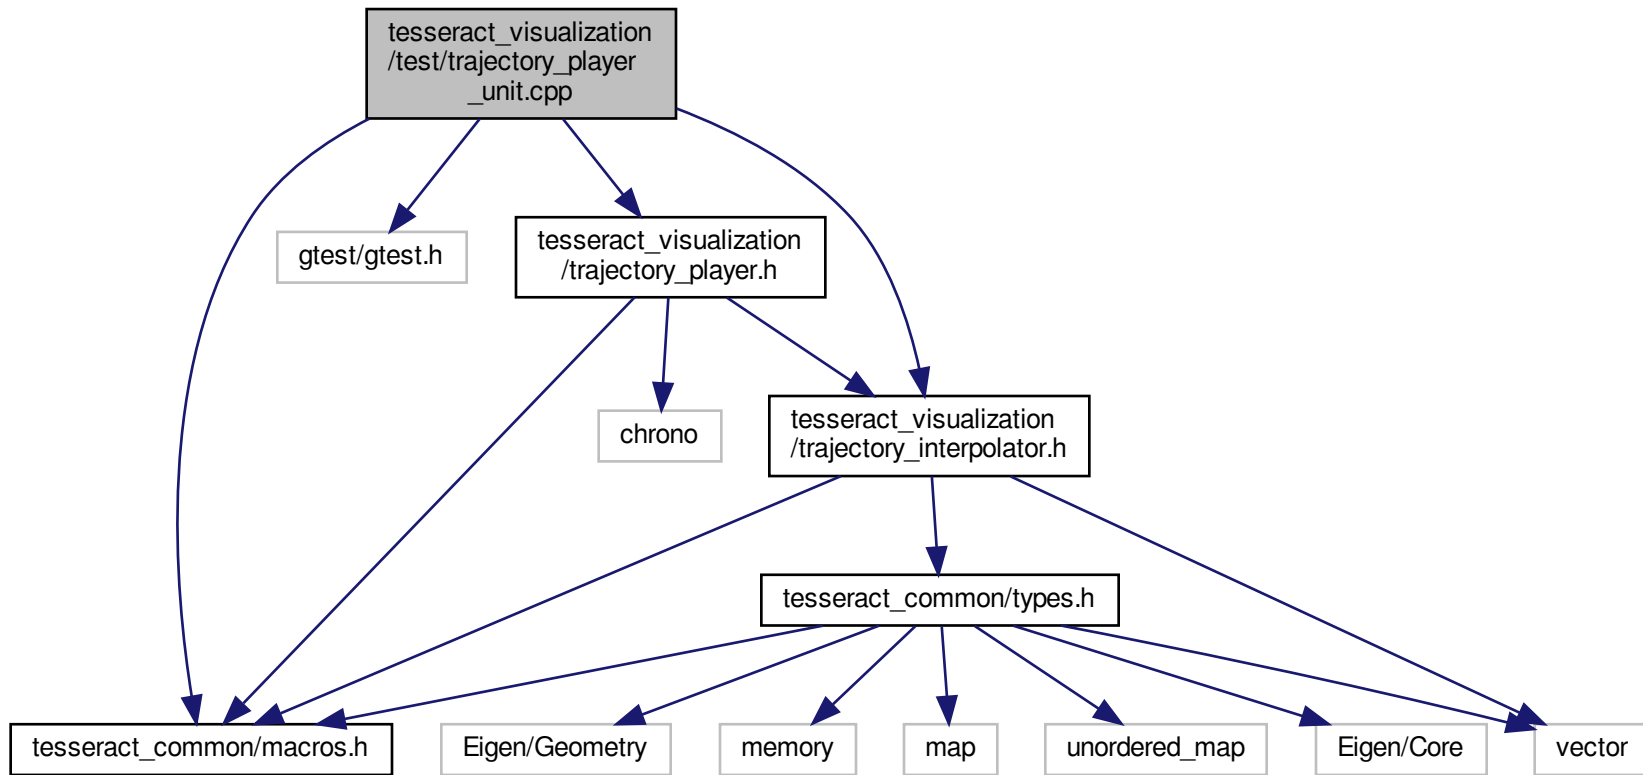 tesseract_visualization
/test/trajectory_player
_unit.cpp
gtest/gtest.h
tesseract_visualization
/trajectory_player.h
chrono
tesseract_visualization
/trajectory_interpolator.h
tesseract_common/types.h
tesseract_common/macros.h
Eigen/Geometry
memory
map
unordered_map
Eigen/Core
vector